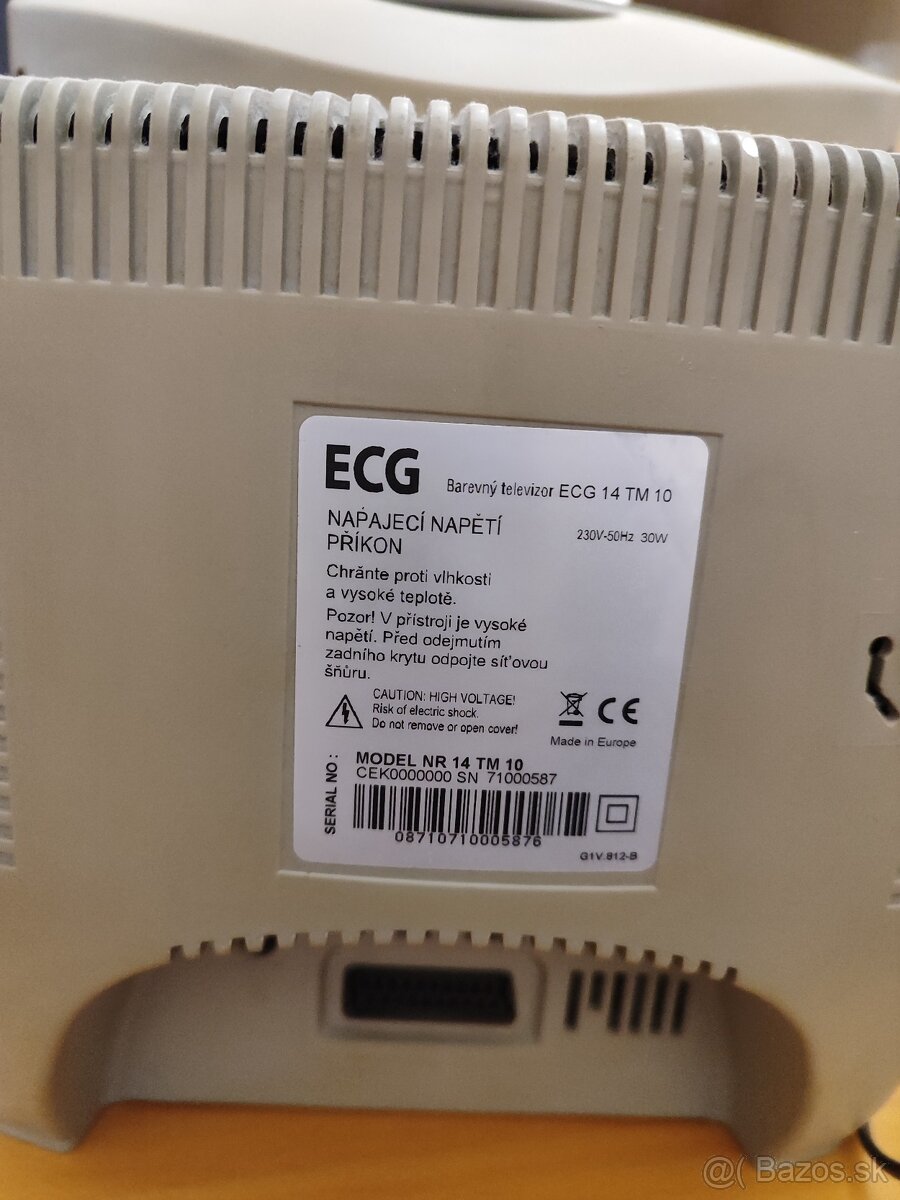 ECG
Barevný televizor ECG 14 TM 10
NAṖAJECÍ NAPĚTÍ
230V-50Hz 30W
PŘÍKON
Chrănte proti vlhkosti
a vysoké teplotě.
Pozor! V přístroji je vysoké
napětí. Před odejmutím
zadního krytu odpojte síťovou
šňůru.
CAUTION: HIGH VOLTAGE!
Risk of electric shock.
Do not remove or open cover!
CE
Made in Europe
SERIAL NO :
MODEL NR 14 TM 10
CEK0000000 SN 71000587
08710710005876
G1V.812-B
@( Bazos.sk